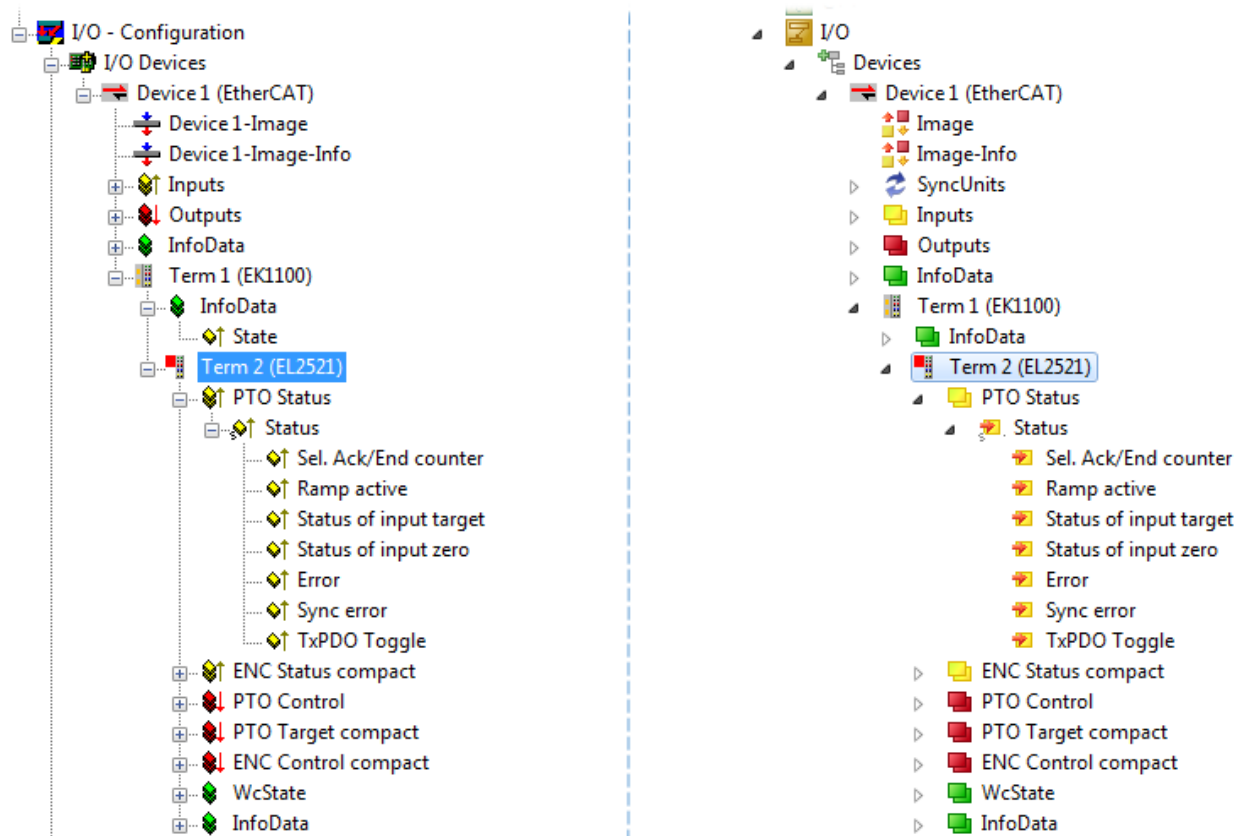 I/O - Configuration
I/O Devices
Device 1 (EtherCAT)
Device 1-Image
Device 1-Image-Info
Inputs
Outputs
InfoData
Term 1 (EK1100)
InfoData
State
Term 2 (EL2521)
PTO Status
Status
Sel. Ack/End counter
Ramp active
Status of input target
Status of input zero
Error
Sync error
TxPDO Toggle
ENC Status compact
PTO Control
PTO Target compact
ENC Control compact
WcState
InfoData
I/O
Devices
Device 1 (EtherCAT)
Image
Image-Info
SyncUnits
Inputs
Outputs
InfoData
Term 1 (EK1100)
InfoData
Term 2 (EL2521)
PTO Status
Status
Sel. Ack/End counter
Ramp active
Status of input target
Status of input zero
Error
Sync error
TxPDO Toggle
ENC Status compact
PTO Control
PTO Target compact
ENC Control compact
WcState
InfoData